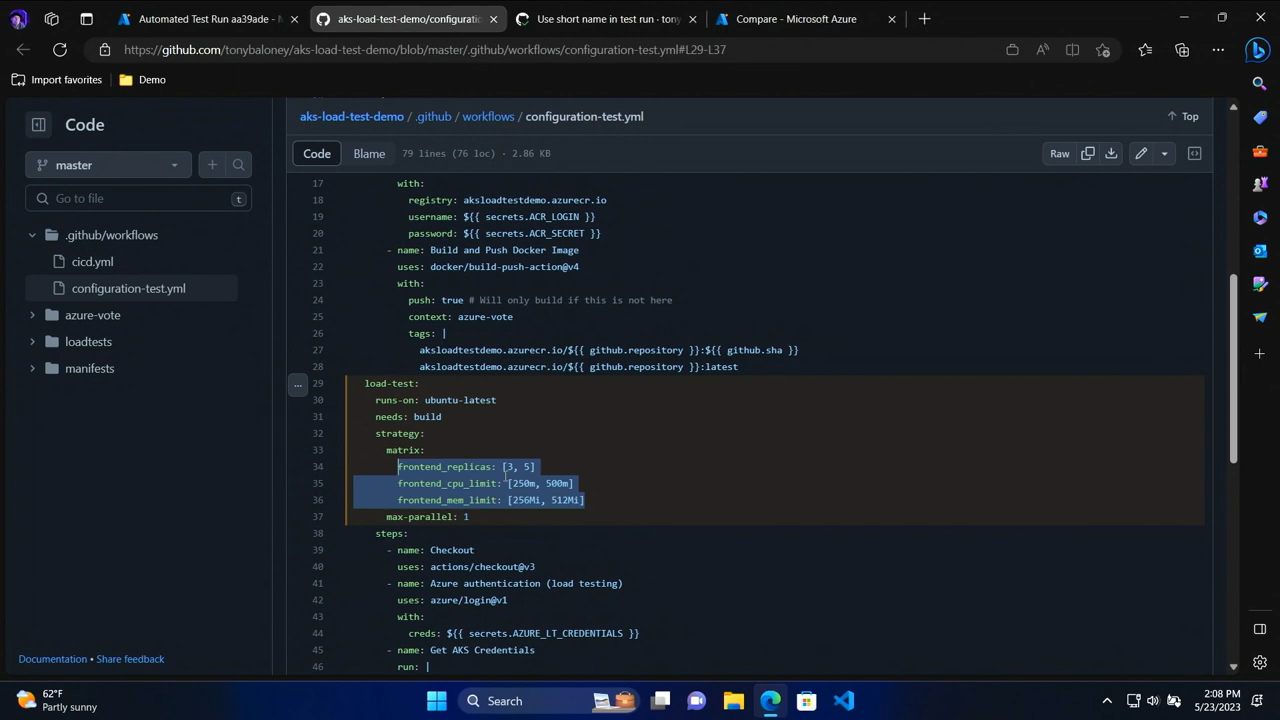 Automated Test Run aa39ade -
aks-load-test-demo/configuratio
Use short name in test run · tony
Compare - Microsoft Azure
https://github.com/tonybaloney/aks-load-test-demo/blob/master/.github/workflows/configuration-test.yml#L29-L37
Import favorites
Demo
Code
master
Go to file
t
.github/workflows
cicd.yml
configuration-test.yml
azure-vote
loadtests
manifests
Documentation • Share feedback
aks-load-test-demo / .github / workflows / configuration-test.yml
Top
Code
Blame
79 lines (76 loc) · 2.86 KB
Raw
17 with:
18 registry: aksloadtestdemo.azurecr.io
19 username: ${{ secrets.ACR_LOGIN }}
20 password: ${{ secrets.ACR_SECRET }}
21 - name: Build and Push Docker Image
22 uses: docker/build-push-action@v4
23 with:
24 push: true # Will only build if this is not here
25 context: azure-vote
26 tags: |
27 aksloadtestdemo.azurecr.io/${{ github.repository }}:${{ github.sha }}
28 aksloadtestdemo.azurecr.io/${{ github.repository }}:latest
29 load-test:
30 runs-on: ubuntu-latest
31 needs: build
32 strategy:
33 matrix:
34 frontend_replicas: [3, 5]
35 frontend_cpu_limit: [250m, 500m]
36 frontend_mem_limit: [256Mi, 512Mi]
37 max-parallel: 1
38 steps:
39 - name: Checkout
40 uses: actions/checkout@v3
41 - name: Azure authentication (load testing)
42 uses: azure/login@v1
43 with:
44 creds: ${{ secrets.AZURE_LT_CREDENTIALS }}
45 - name: Get AKS Credentials
46 run: |
62°F
Partly sunny
Search
2:08 PM
5/23/2023